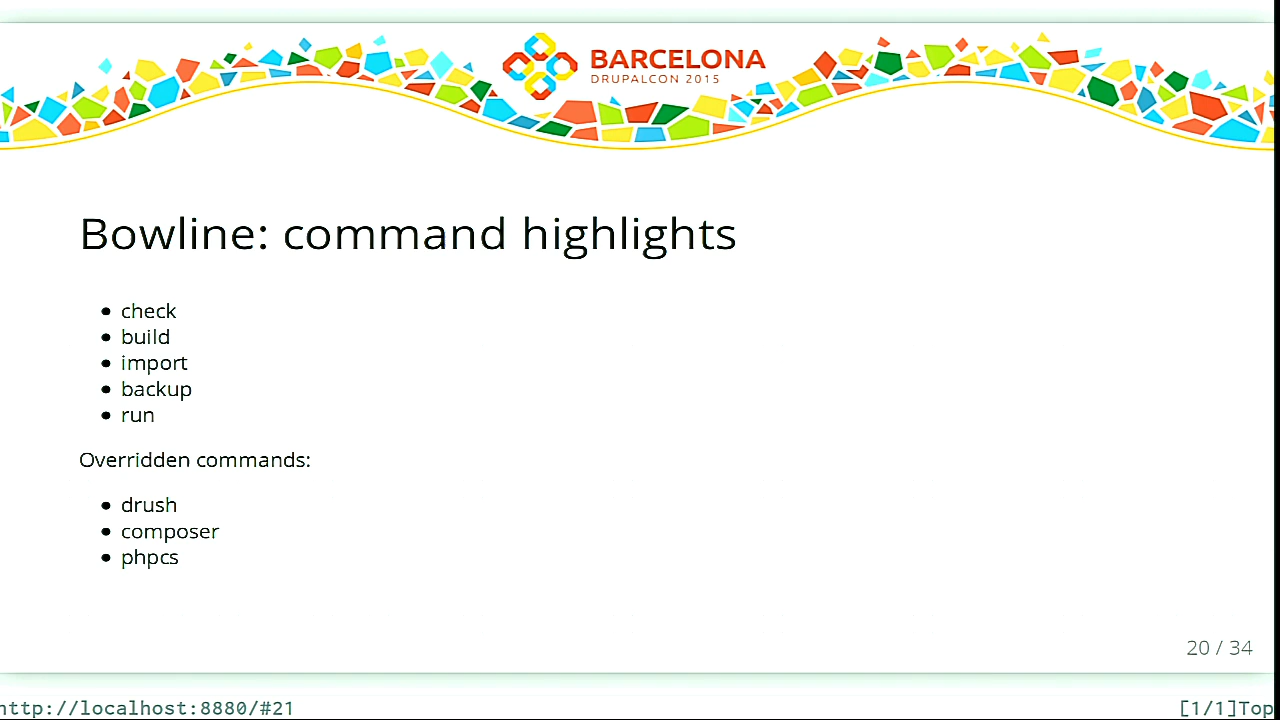 BARCELONA
DRUPALCON 2015
Bowline: command highlights
check
build
import
backup
run
Overridden commands:
drush
composer
phpcs
20 / 34
http://localhost:8880/#21
[1/1]Top